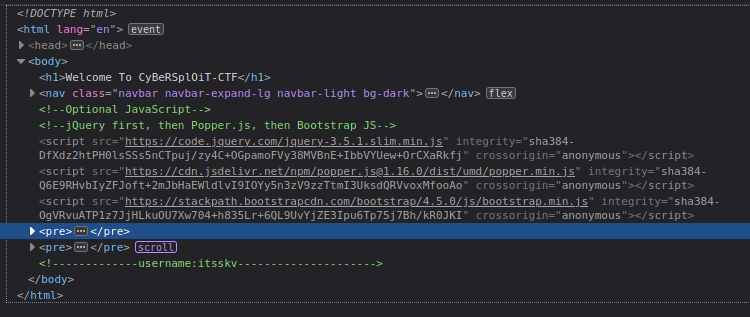 <!DOCTYPE html>
<html lang="en"> event
<head> ··· </head>
<body>
<h1>Welcome To CyBeRSplOiT-CTF</h1>
<nav class="navbar navbar-expand-lg navbar-light bg-dark"> ··· </nav> flex
<!--Optional JavaScript-->
<!--jQuery first, then Popper.js, then Bootstrap JS-->
<script src="https://code.jquery.com/jquery-3.5.1.slim.min.js" integrity="sha384-
DfXdz2htPH0lsSSs5nCTpuj/zy4C+OGpamoFVy38MVBnE+IbbVYUew+OrCXaRkfj" crossorigin="anonymous"></script>
<script src="https://cdn.jsdelivr.net/npm/popper.js@1.16.0/dist/umd/popper.min.js" integrity="sha384-
Q6E9RHvbIyZFJoft+2mJbHaEWldlvI9IOYy5n3zV9zzTtmI3UksdQRVvoxMfooAo" crossorigin="anonymous"></script>
<script src="https://stackpath.bootstrapcdn.com/bootstrap/4.5.0/js/bootstrap.min.js" integrity="sha384-
OgVRvuATP1z7JjHLkuOU7Xw704+h835Lr+6QL9UvYjZE3Ipu6Tp75j7Bh/kR0JKI" crossorigin="anonymous"></script>
<pre> ··· </pre>
<pre> ··· </pre> scroll
<!-------------username:itsskv--------------------->
</body>
</html>